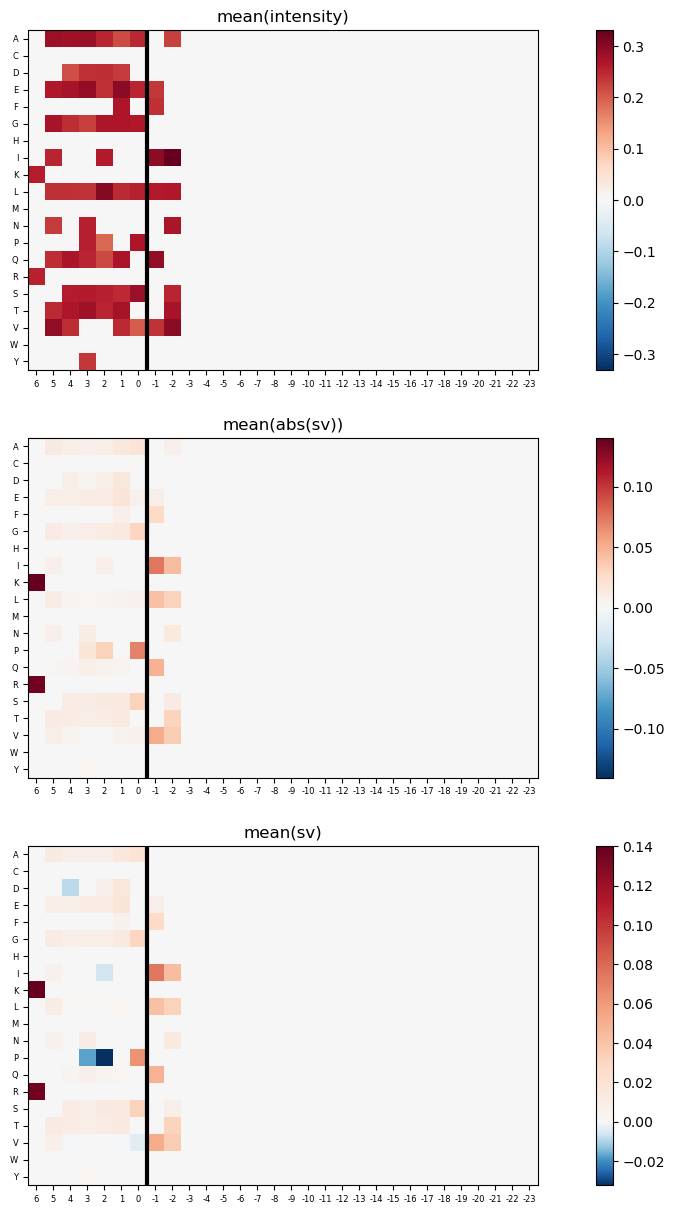 mean(intensity)
A
C
D
E
F
G
H
I
K
L
M
N
P
Q
R
S
T
V
W
Y
6 5 4 3 2 1 0 -1 -2 -3 -4 -5 -6 -7 -8 -9 -10 -11 -12 -13 -14 -15 -16 -17 -18 -19 -20 -21 -22 -23
0.3
0.2
0.1
0.0
−0.1
−0.2
−0.3
mean(abs(sv))
A
C
D
E
F
G
H
I
K
L
M
N
P
Q
R
S
T
V
W
Y
6 5 4 3 2 1 0 -1 -2 -3 -4 -5 -6 -7 -8 -9 -10 -11 -12 -13 -14 -15 -16 -17 -18 -19 -20 -21 -22 -23
0.10
0.05
0.00
−0.05
−0.10
mean(sv)
A
C
D
E
F
G
H
I
K
L
M
N
P
Q
R
S
T
V
W
Y
6 5 4 3 2 1 0 -1 -2 -3 -4 -5 -6 -7 -8 -9 -10 -11 -12 -13 -14 -15 -16 -17 -18 -19 -20 -21 -22 -23
0.14
0.12
0.10
0.08
0.06
0.04
0.02
0.00
−0.02